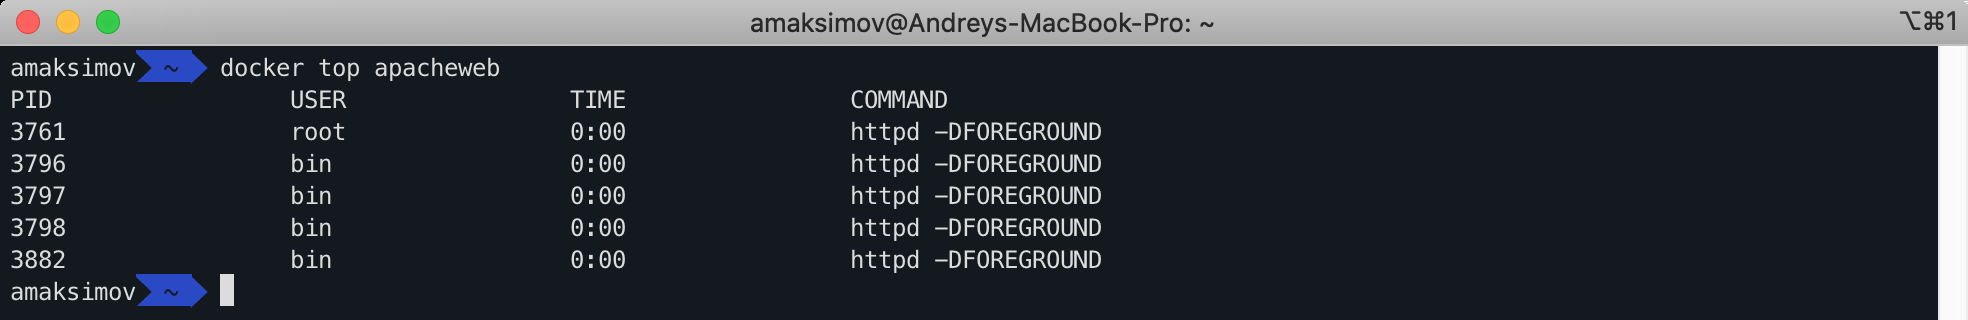 amaksimov@Andreys-MacBook-Pro: ~ ⌥⌘1
amaksimov ~ docker top apacheweb
PID USER TIME COMMAND
3761 root 0:00 httpd -DFOREGROUND
3796 bin 0:00 httpd -DFOREGROUND
3797 bin 0:00 httpd -DFOREGROUND
3798 bin 0:00 httpd -DFOREGROUND
3882 bin 0:00 httpd -DFOREGROUND
amaksimov ~